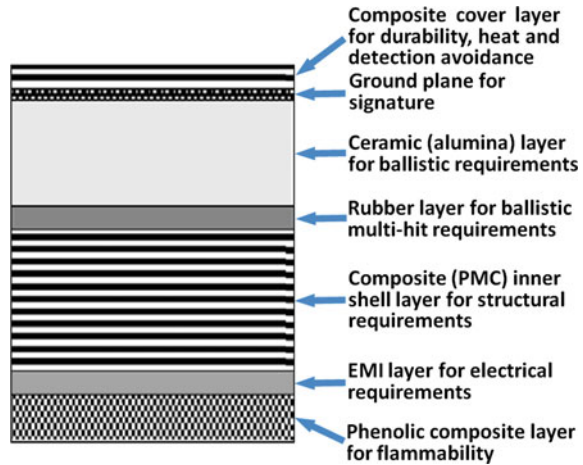 Composite cover layer
for durability, heat and
detection avoidance
Ground plane for
signature
Ceramic (alumina) layer
for ballistic requirements
Rubber layer for ballistic
multi-hit requirements
Composite (PMC) inner
shell layer for structural
requirements
EMI layer for electrical
requirements
Phenolic composite layer
for flammability